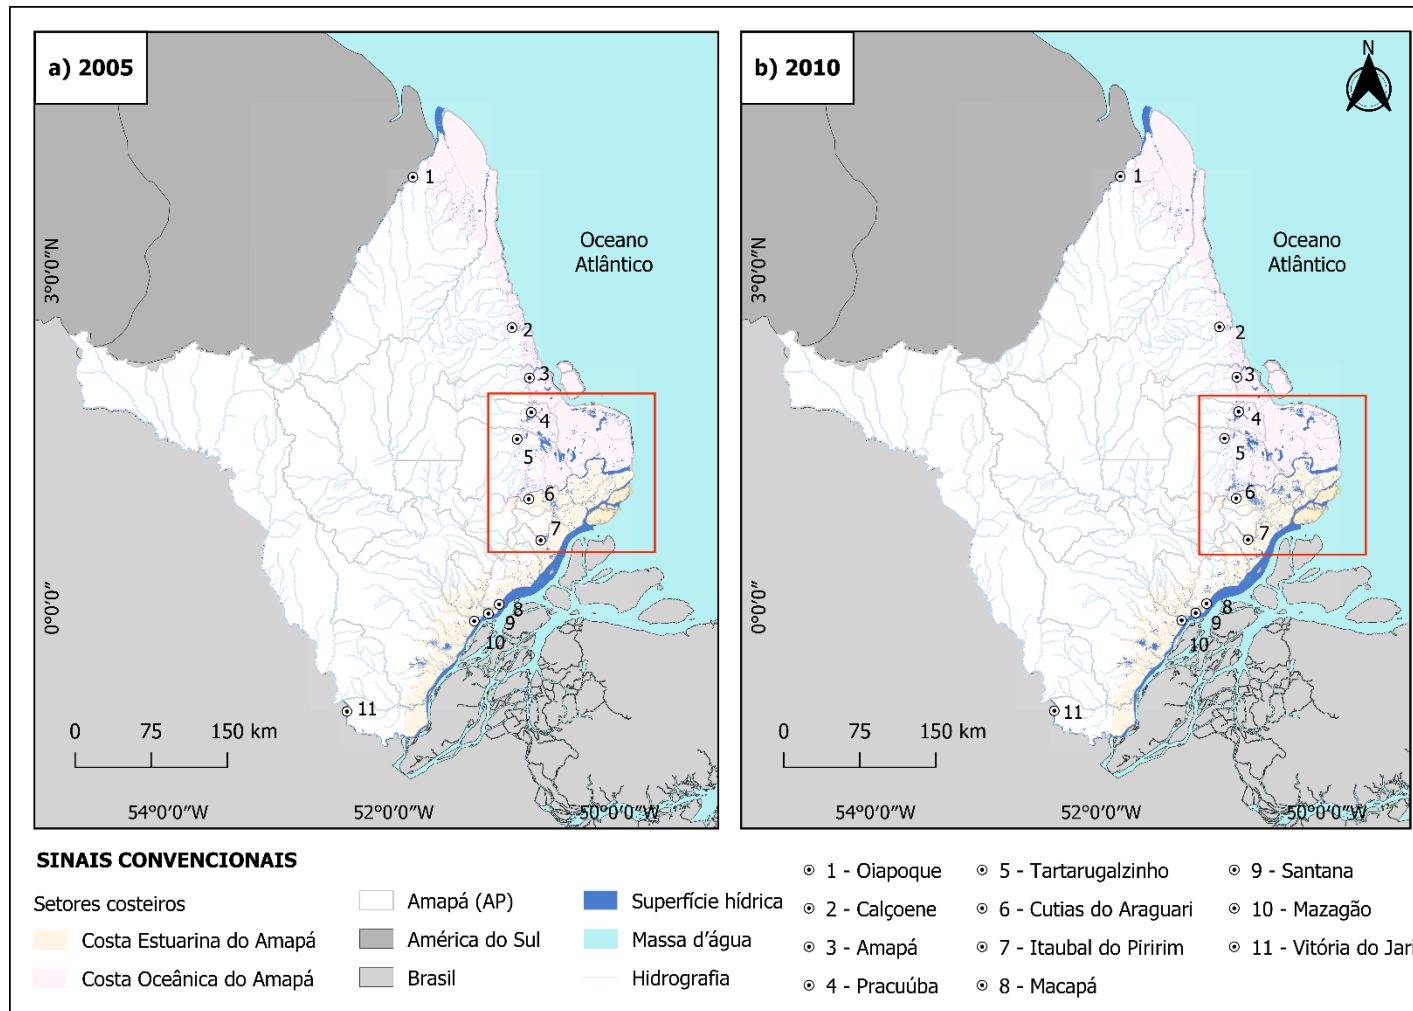 a) 2005
1
Oceano
Atlântico
3°0'0"N
2
3
4
5
6
7
0°0'0"
8
9
10
11
0 75 150 km
54°0'0"W 52°0'0"W 50°0'0"W
b) 2010
N
1
Oceano
Atlântico
3°0'0"N
2
3
4
5
6
7
0°0'0"
8
9
10
11
0 75 150 km
54°0'0"W 52°0'0"W 50°0'0"W
SINAIS CONVENCIONAIS
Setores costeiros
Costa Estuarina do Amapá
Costa Oceânica do Amapá
Amapá (AP)
América do Sul
Brasil
Superfície hídrica
Massa d'água
Hidrografia
1 - Oiapoque
2 - Calçoene
3 - Amapá
4 - Pracuúba
5 - Tartarugalzinho
6 - Cutias do Araguari
7 - Itaubal do Piririm
8 - Macapá
9 - Santana
10 - Mazagão
11 - Vitória do Jari